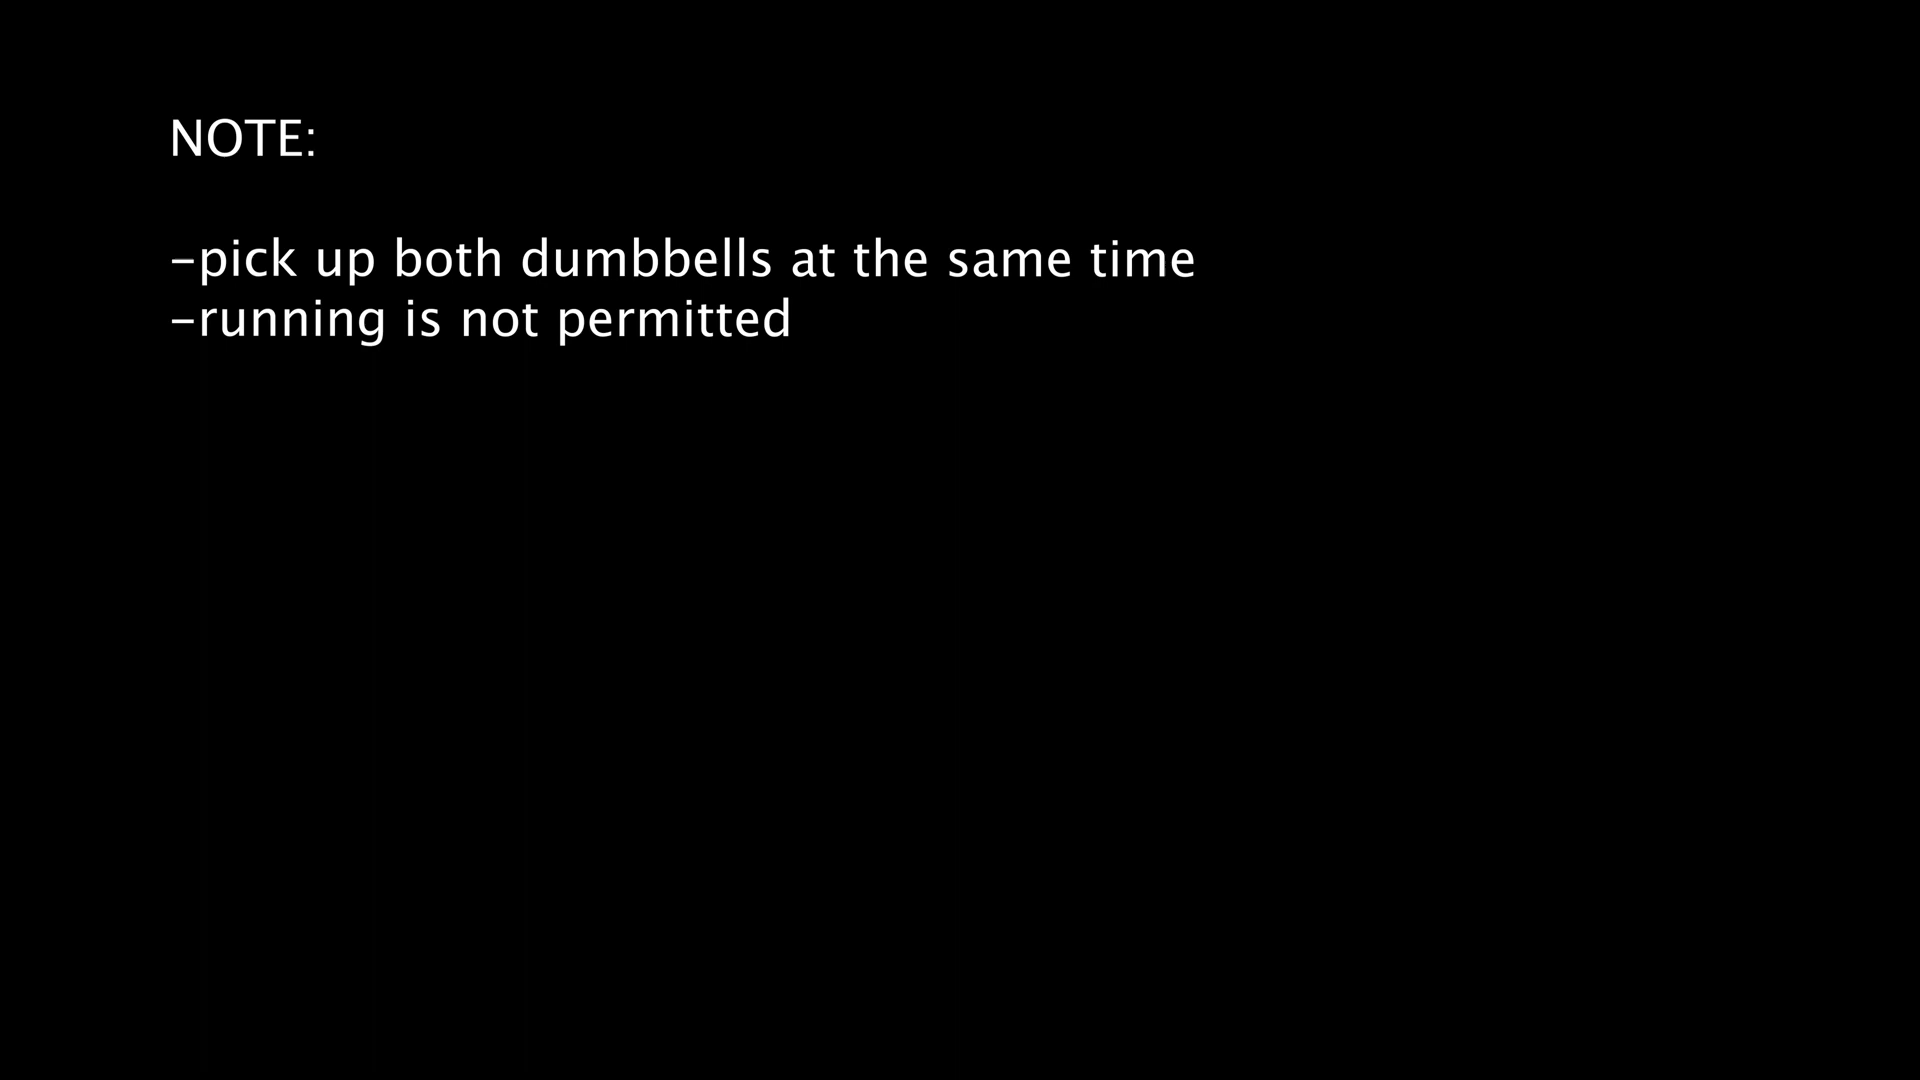 NOTE:
-pick up both dumbbells at the same time
-running is not permitted